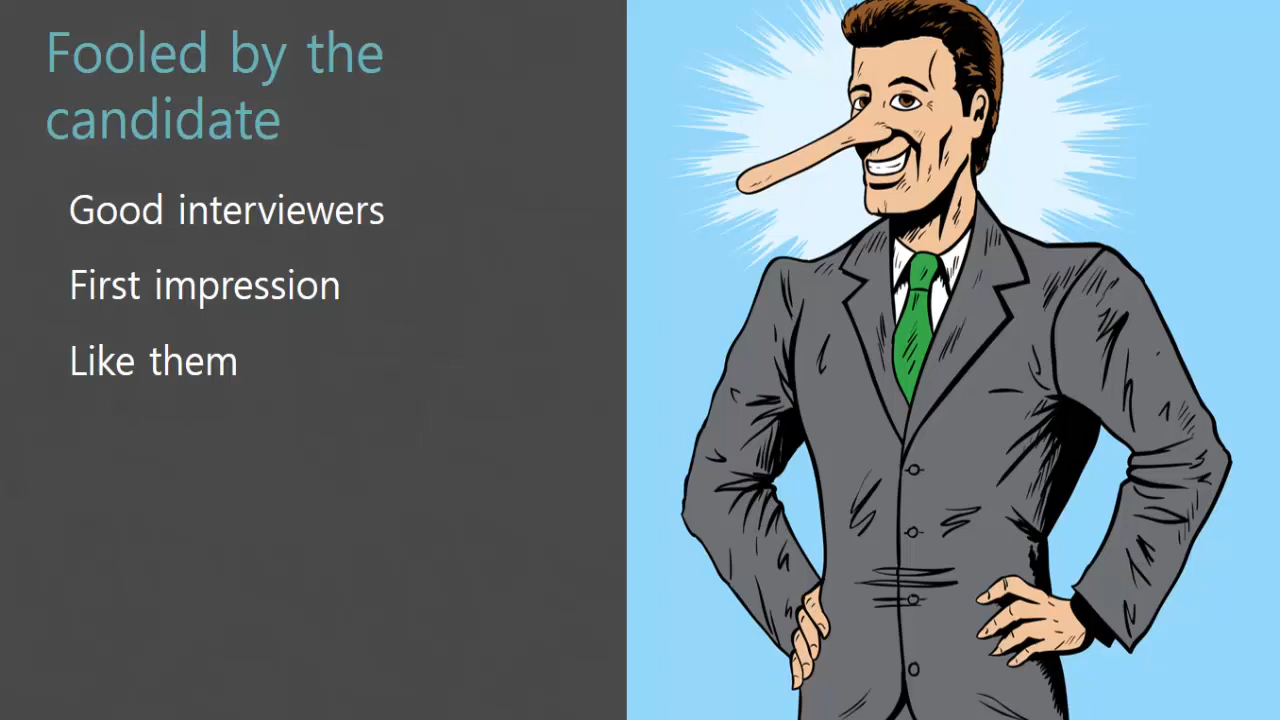 Fooled by the
candidate
Good interviewers
First impression
Like them